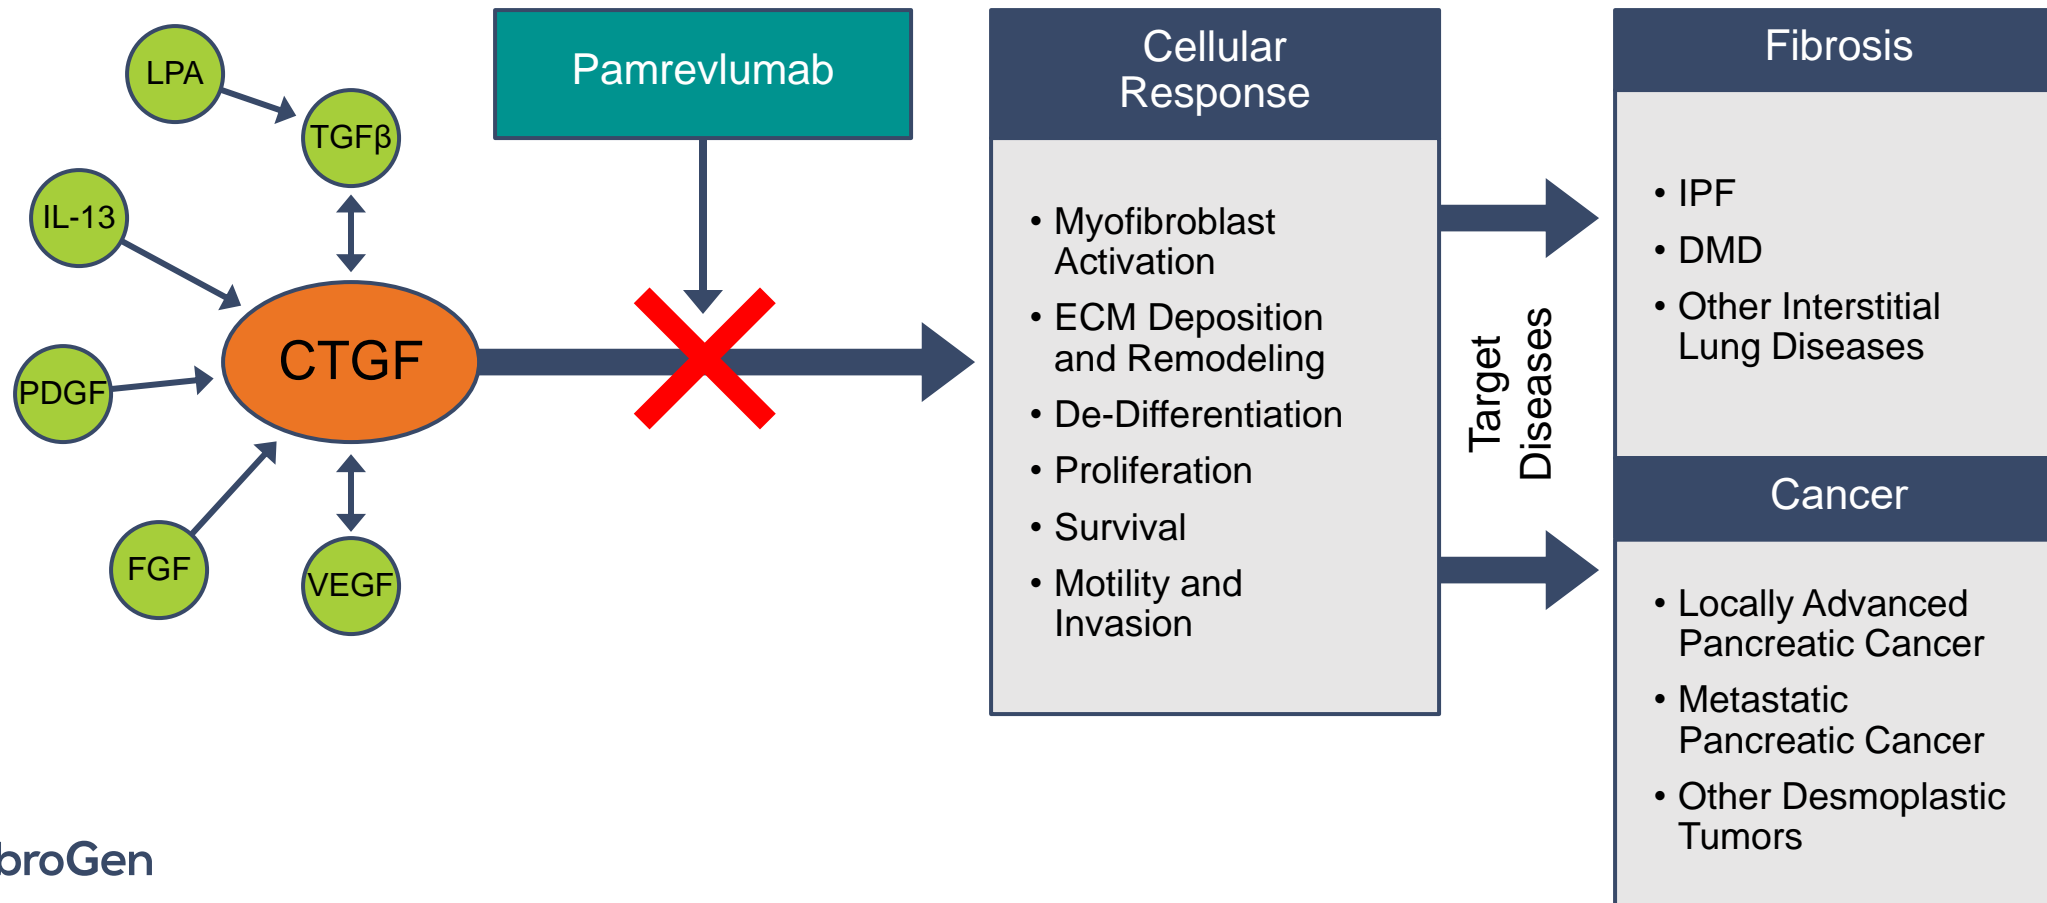 LPA
TGFβ
IL-13
PDGF
FGF
VEGF
CTGF
Pamrevlumab
Cellular
Response
• Myofibroblast
Activation
• ECM Deposition
and Remodeling
• De-Differentiation
• Proliferation
• Survival
• Motility and
Invasion
Target
Diseases
Fibrosis
• IPF
• DMD
• Other Interstitial
Lung Diseases
Cancer
• Locally Advanced
Pancreatic Cancer
• Metastatic
Pancreatic Cancer
• Other Desmoplastic
Tumors
broGen